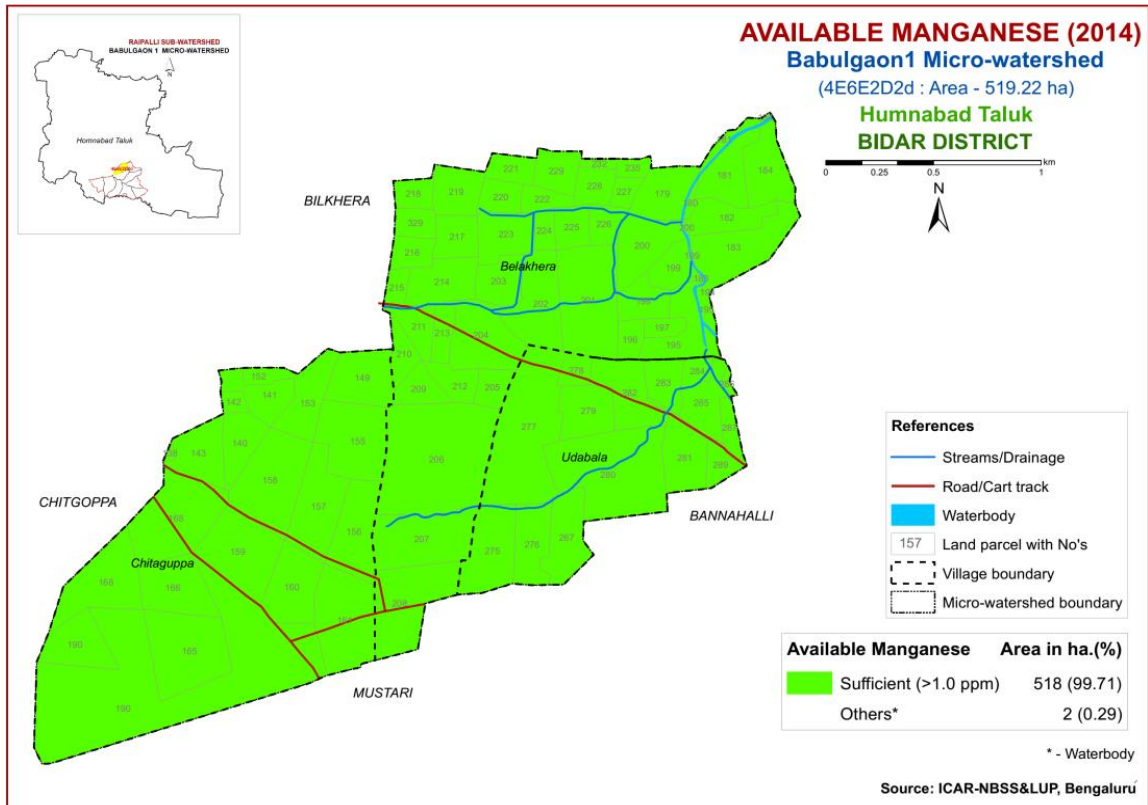 RAIPALLI SUB-WATERSHED
BABULGAON 1 MICRO-WATERSHED
N
Humnabad Taluk
AVAILABLE MANGANESE (2014)
Babulgaon1 Micro-watershed
(4E6E2D2d : Area - 519.22 ha)
Humnabad Taluk
BIDAR DISTRICT
km
0 0.25 0.5 1
N
BILKHERA
221 229 235
218 219 220 222 228 227 179 181 184
329 217 223 224 225 226 200 182
216 183
Belakhera
199
215 214 203 202
211 213 204 197
196 195
210
152 149 209 212 205 278 284
142 141 153 282 283 285
279
140 155 277
143 206 Udabala 281 289
158 280
CHITGOPPA
157 156 207 BANNAHALLI
159 275 276 267
Chitaguppa
168 166 160
190 165
190
MUSTARI
References
Streams/Drainage
Road/Cart track
Waterbody
157 Land parcel with No's
Village boundary
Micro-watershed boundary
Available Manganese Area in ha.(%)
Sufficient (>1.0 ppm) 518 (99.71)
Others* 2 (0.29)
* - Waterbody
Source: ICAR-NBSS&LUP, Bengaluru